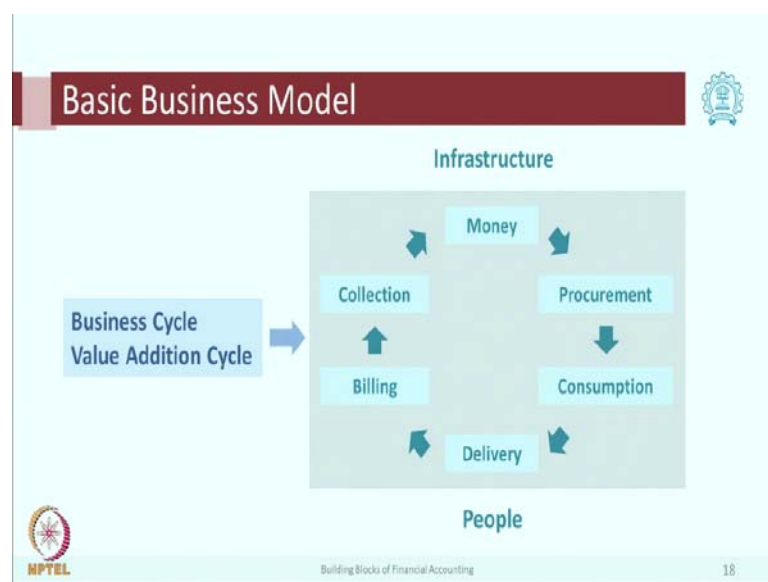 Basic Business Model
Infrastructure
Money
Collection
Procurement
Business Cycle
Value Addition Cycle
Billing
Consumption
Delivery
People
NPTEL
Building Blocks of Financial Accounting
18